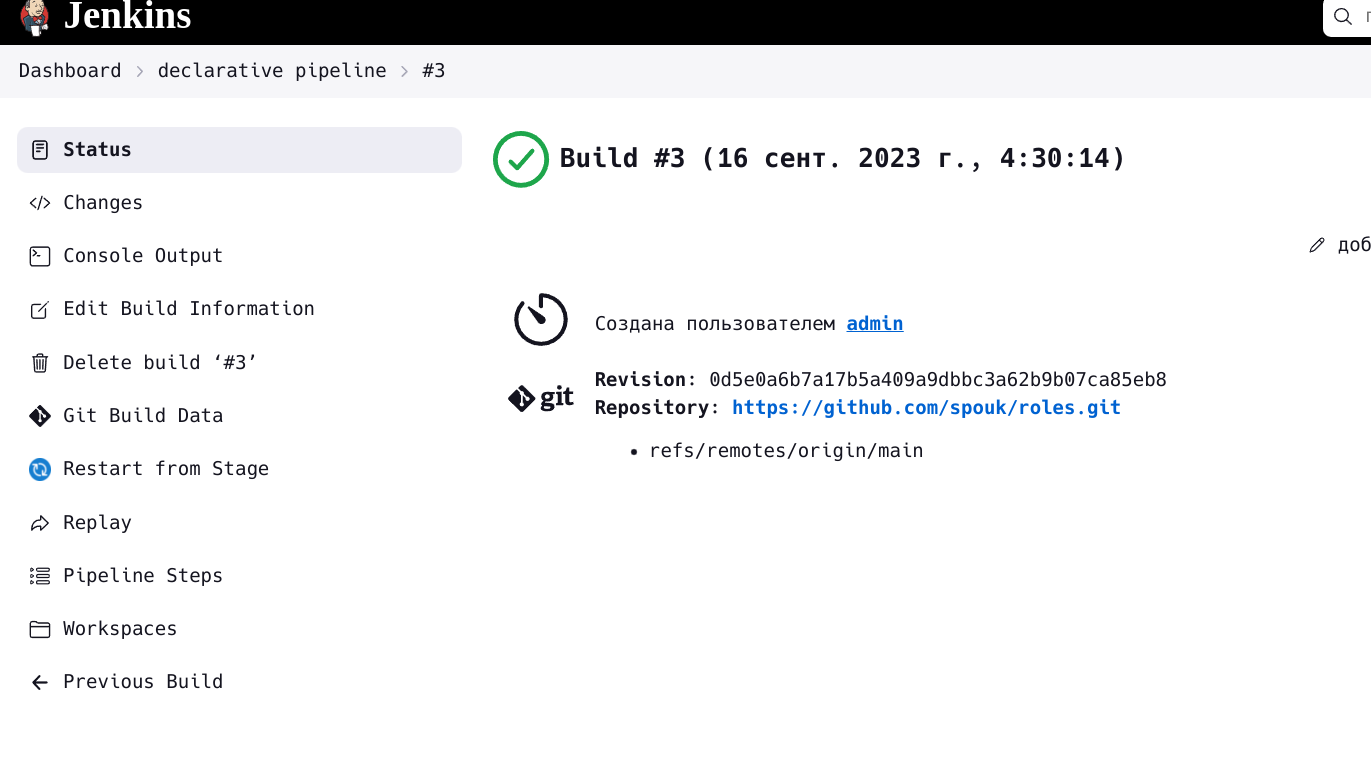 Jenkins
Dashboard > declarative pipeline > #3
Status
Changes
Console Output
Edit Build Information
Delete build ‘#3’
Git Build Data
Restart from Stage
Replay
Pipeline Steps
Workspaces
Previous Build
Build #3 (16 сент. 2023 г., 4:30:14)
доб
Создана пользователем admin
git
Revision: 0d5e0a6b7a17b5a409a9dbbc3a62b9b07ca85eb8
Repository: https://github.com/spouk/roles.git
• refs/remotes/origin/main